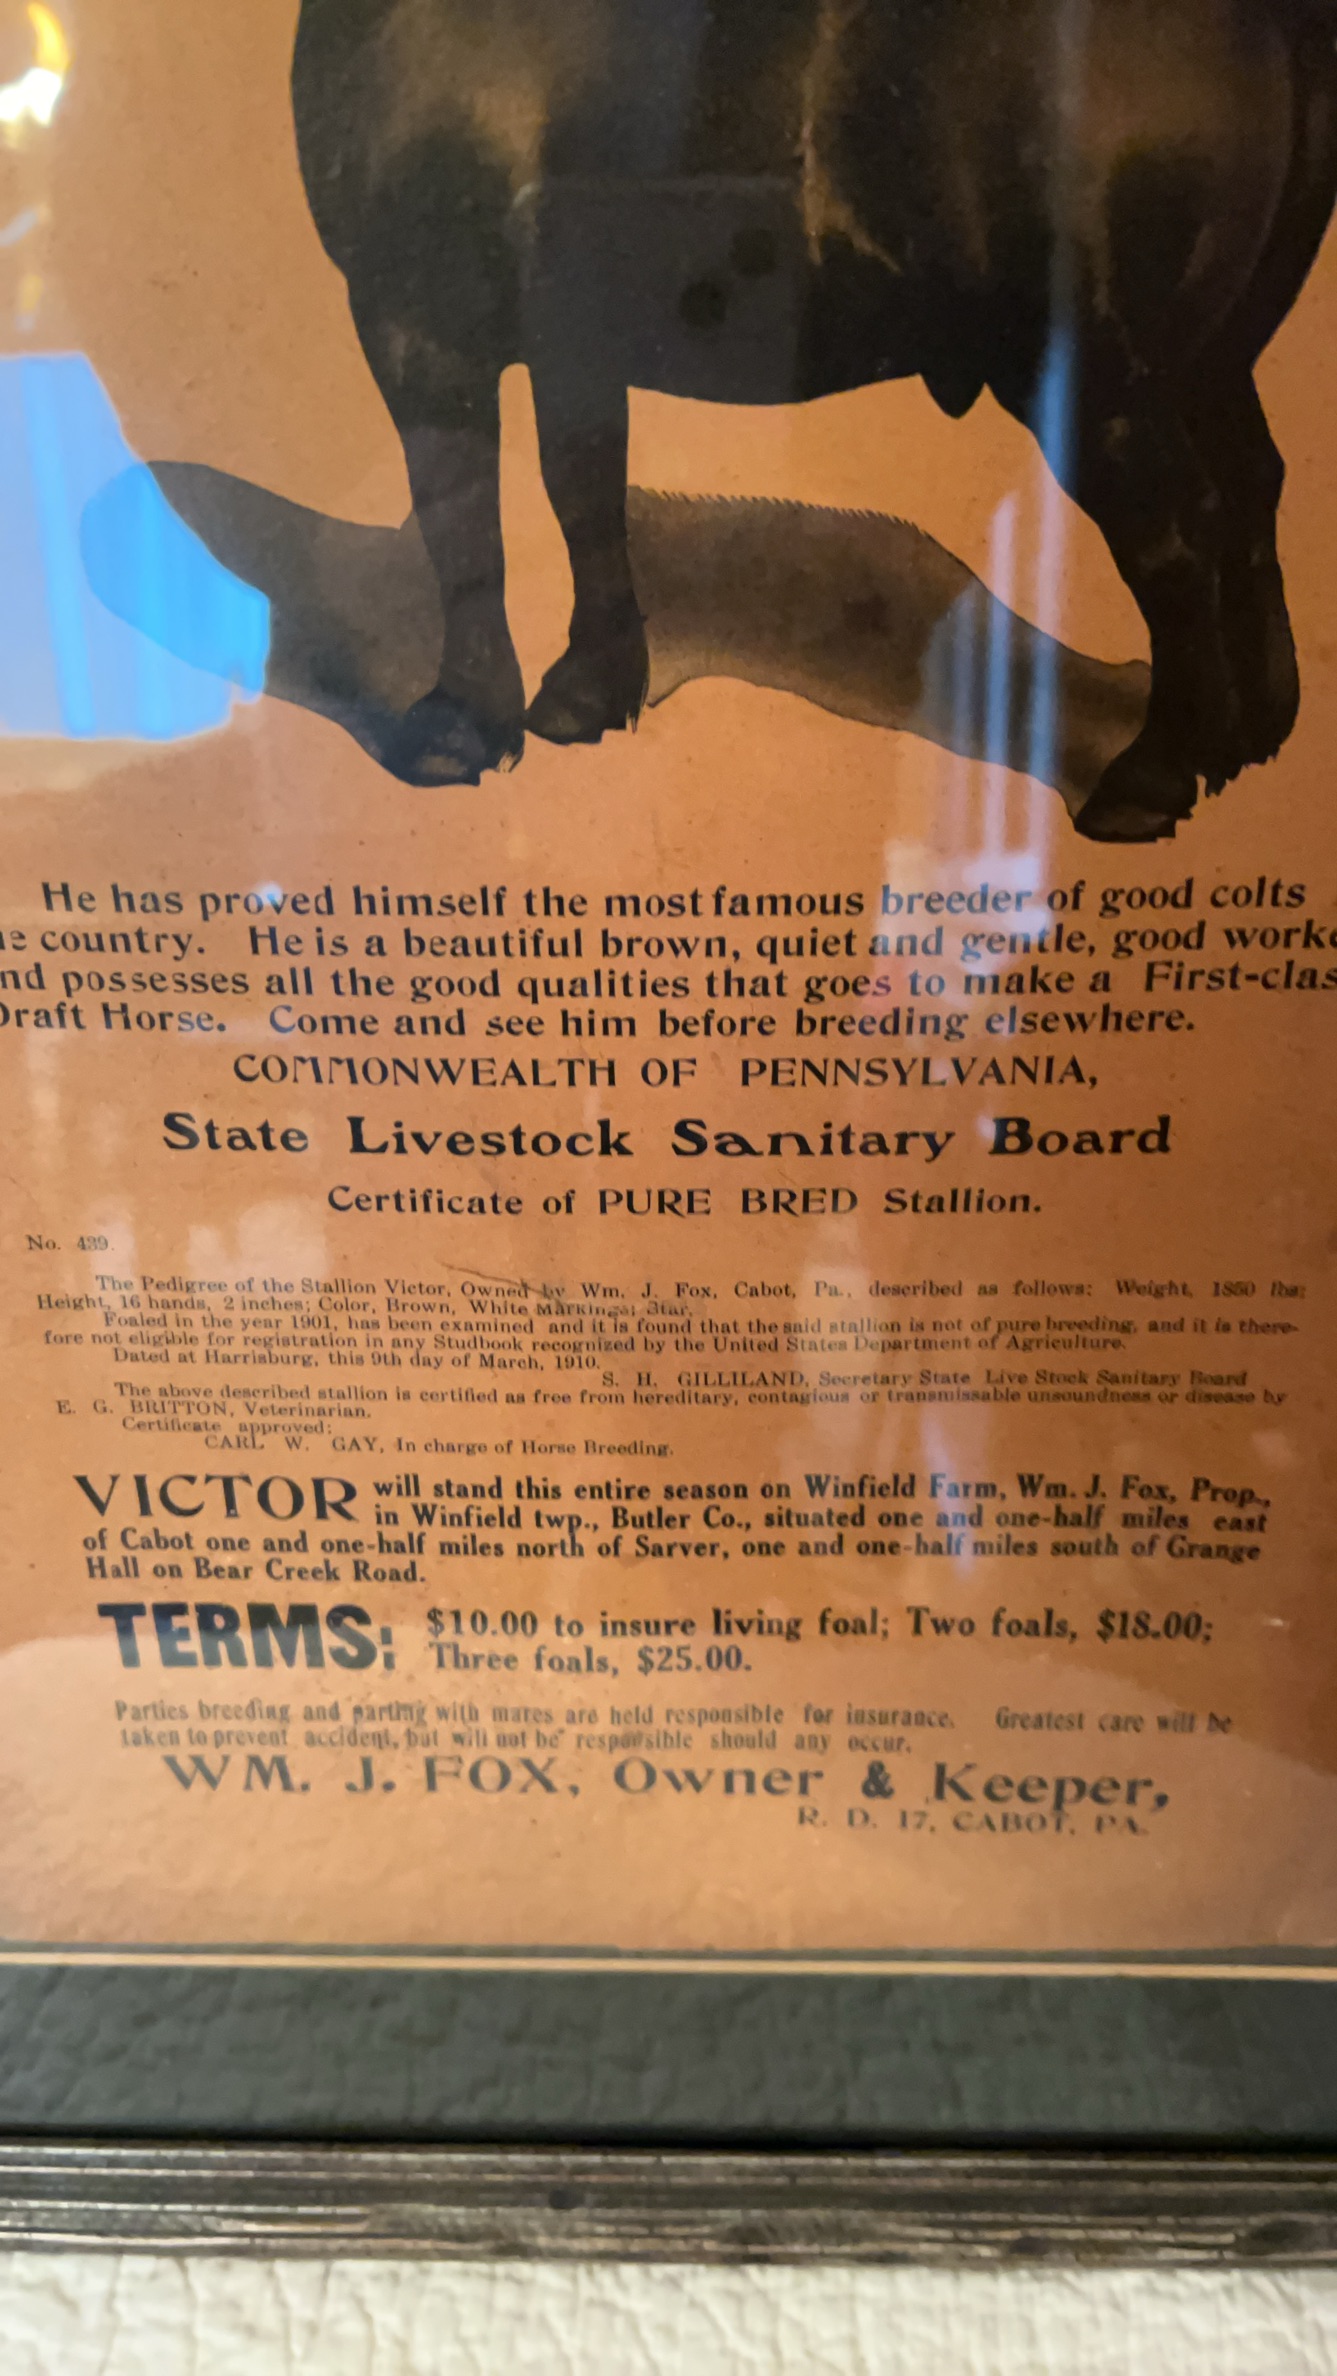 He has proved himself the most famous breeder of good colts
country. He is a beautiful brown, quiet and gentle, good
possesses all the good qualities that goes to make a First-clas
Draft Horse. Come and see him before breeding elsewhere.
COMMONWEALTH OF PENNSYLVANIA,
State Livestock Sanitary Board
Certificate of PURE BRED Stallion.
No. 439.
The Pedigree of the Stallion Victor, Owned by Wm. J. Fox, Cabot, Pa., described as follows: Weight, 1850 lbs;
Height, 16 hands, 2 inches; Color, Brown, White Markings; Star.
Foaled in the year 1901, has been examined and it is found that the said stallion is not of pure breeding, and it is there-
fore not eligible for registration in any Studbook recognized by the United States Department of Agriculture.
Dated at Harrisburg, this 9th day of March, 1910.
S. H. GILLILAND, Secretary State Live Stock Sanitary Board
The above described stallion is certified as free from hereditary, contagious or transmissable unsoundness or disease by
E. G. BRITTON, Veterinarian.
Certificate approved:
CARL W. GAY, In charge of Horse Breeding.
VICTOR will stand this entire season on Winfield Farm, Wm. J. Fox, Prop.,
in Winfield twp., Butler Co., situated one and one-half miles east
of Cabot one and one-half miles north of Sarver, one and one-half miles south of Grange
Hall on Bear Creek Road.
TERMS: $10.00 to insure living foal; Two foals, $18.00;
Three foals, $25.00.
Parties breeding and parting with mares are held responsible for insurance. Greatest care will be
taken to prevent accident, but will not be responsible should any occur.
WM. J. FOX, Owner & Keeper,
R. D. 17, CABOT, PA.